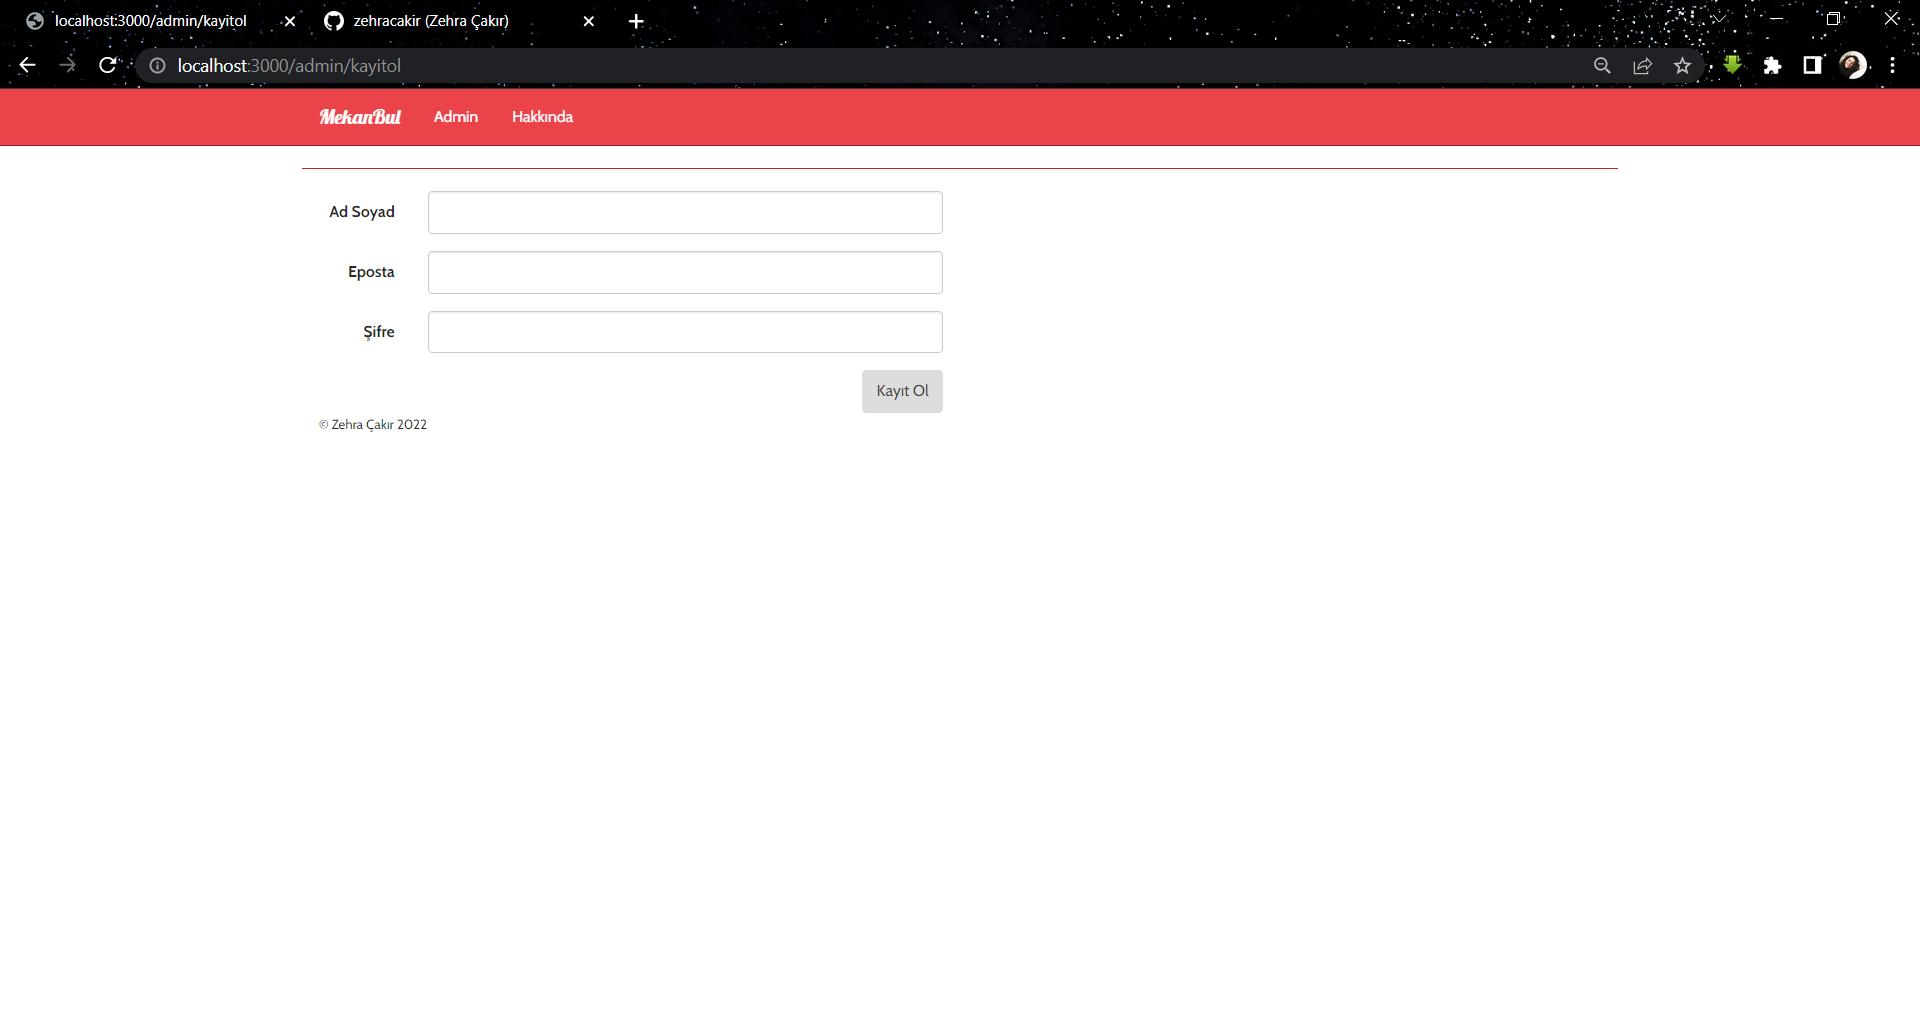 localhost:3000/admin/kayitol
zehracakir (Zehra Çakır)
localhost:3000/admin/kayitol
MekanBul Admin Hakkında
Ad Soyad
Eposta
Şifre
Kayıt Ol
© Zehra Çakır 2022